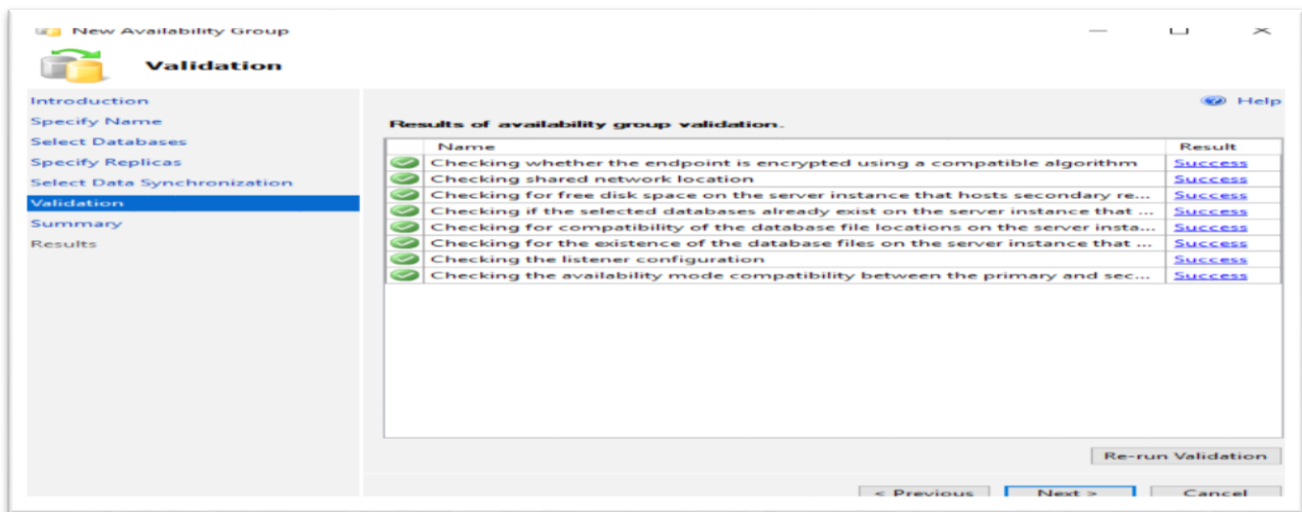 New Availability Group
Validation
Introduction
Specify Name
Select Databases
Specify Replicas
Select Data Synchronization
Validation
Summary
Results
Help
Results of availability group validation.
Name Result
Checking whether the endpoint is encrypted using a compatible algorithm Success
Checking shared network location Success
Checking for free disk space on the server instance that hosts secondary re... Success
Checking if the selected databases already exist on the server instance that ... Success
Checking for compatibility of the database file locations on the server insta... Success
Checking for the existence of the database files on the server instance that ... Success
Checking the listener configuration Success
Checking the availability mode compatibility between the primary and sec... Success
Re-run Validation
< Previous Next > Cancel